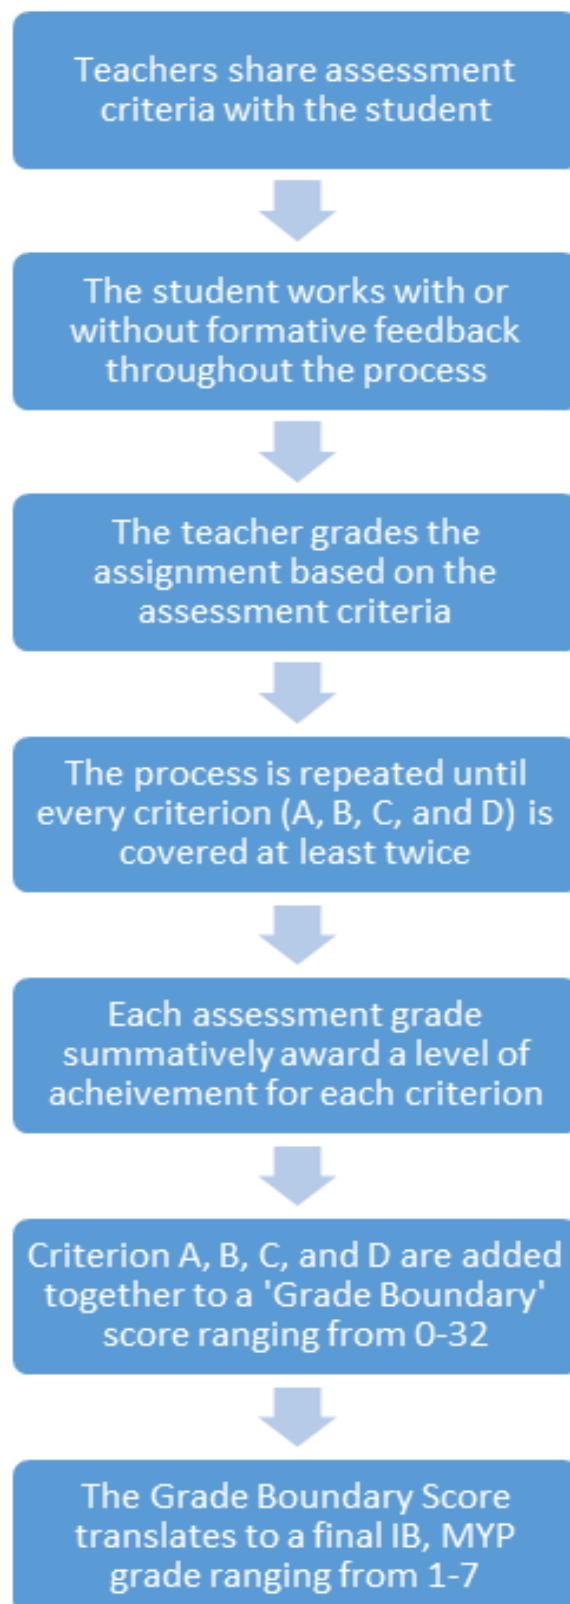 Teachers share assessment
criteria with the student
The student works with or
without formative feedback
throughout the process
The teacher grades the
assignment based on the
assessment criteria
The process is repeated until
every criterion (A, B, C, and D) is
covered at least twice
Each assessment grade
summatively award a level of
acheivement for each criterion
Criterion A, B, C, and D are added
together to a 'Grade Boundary'
score ranging from 0-32
The Grade Boundary Score
translates to a final IB, MYP
grade ranging from 1-7